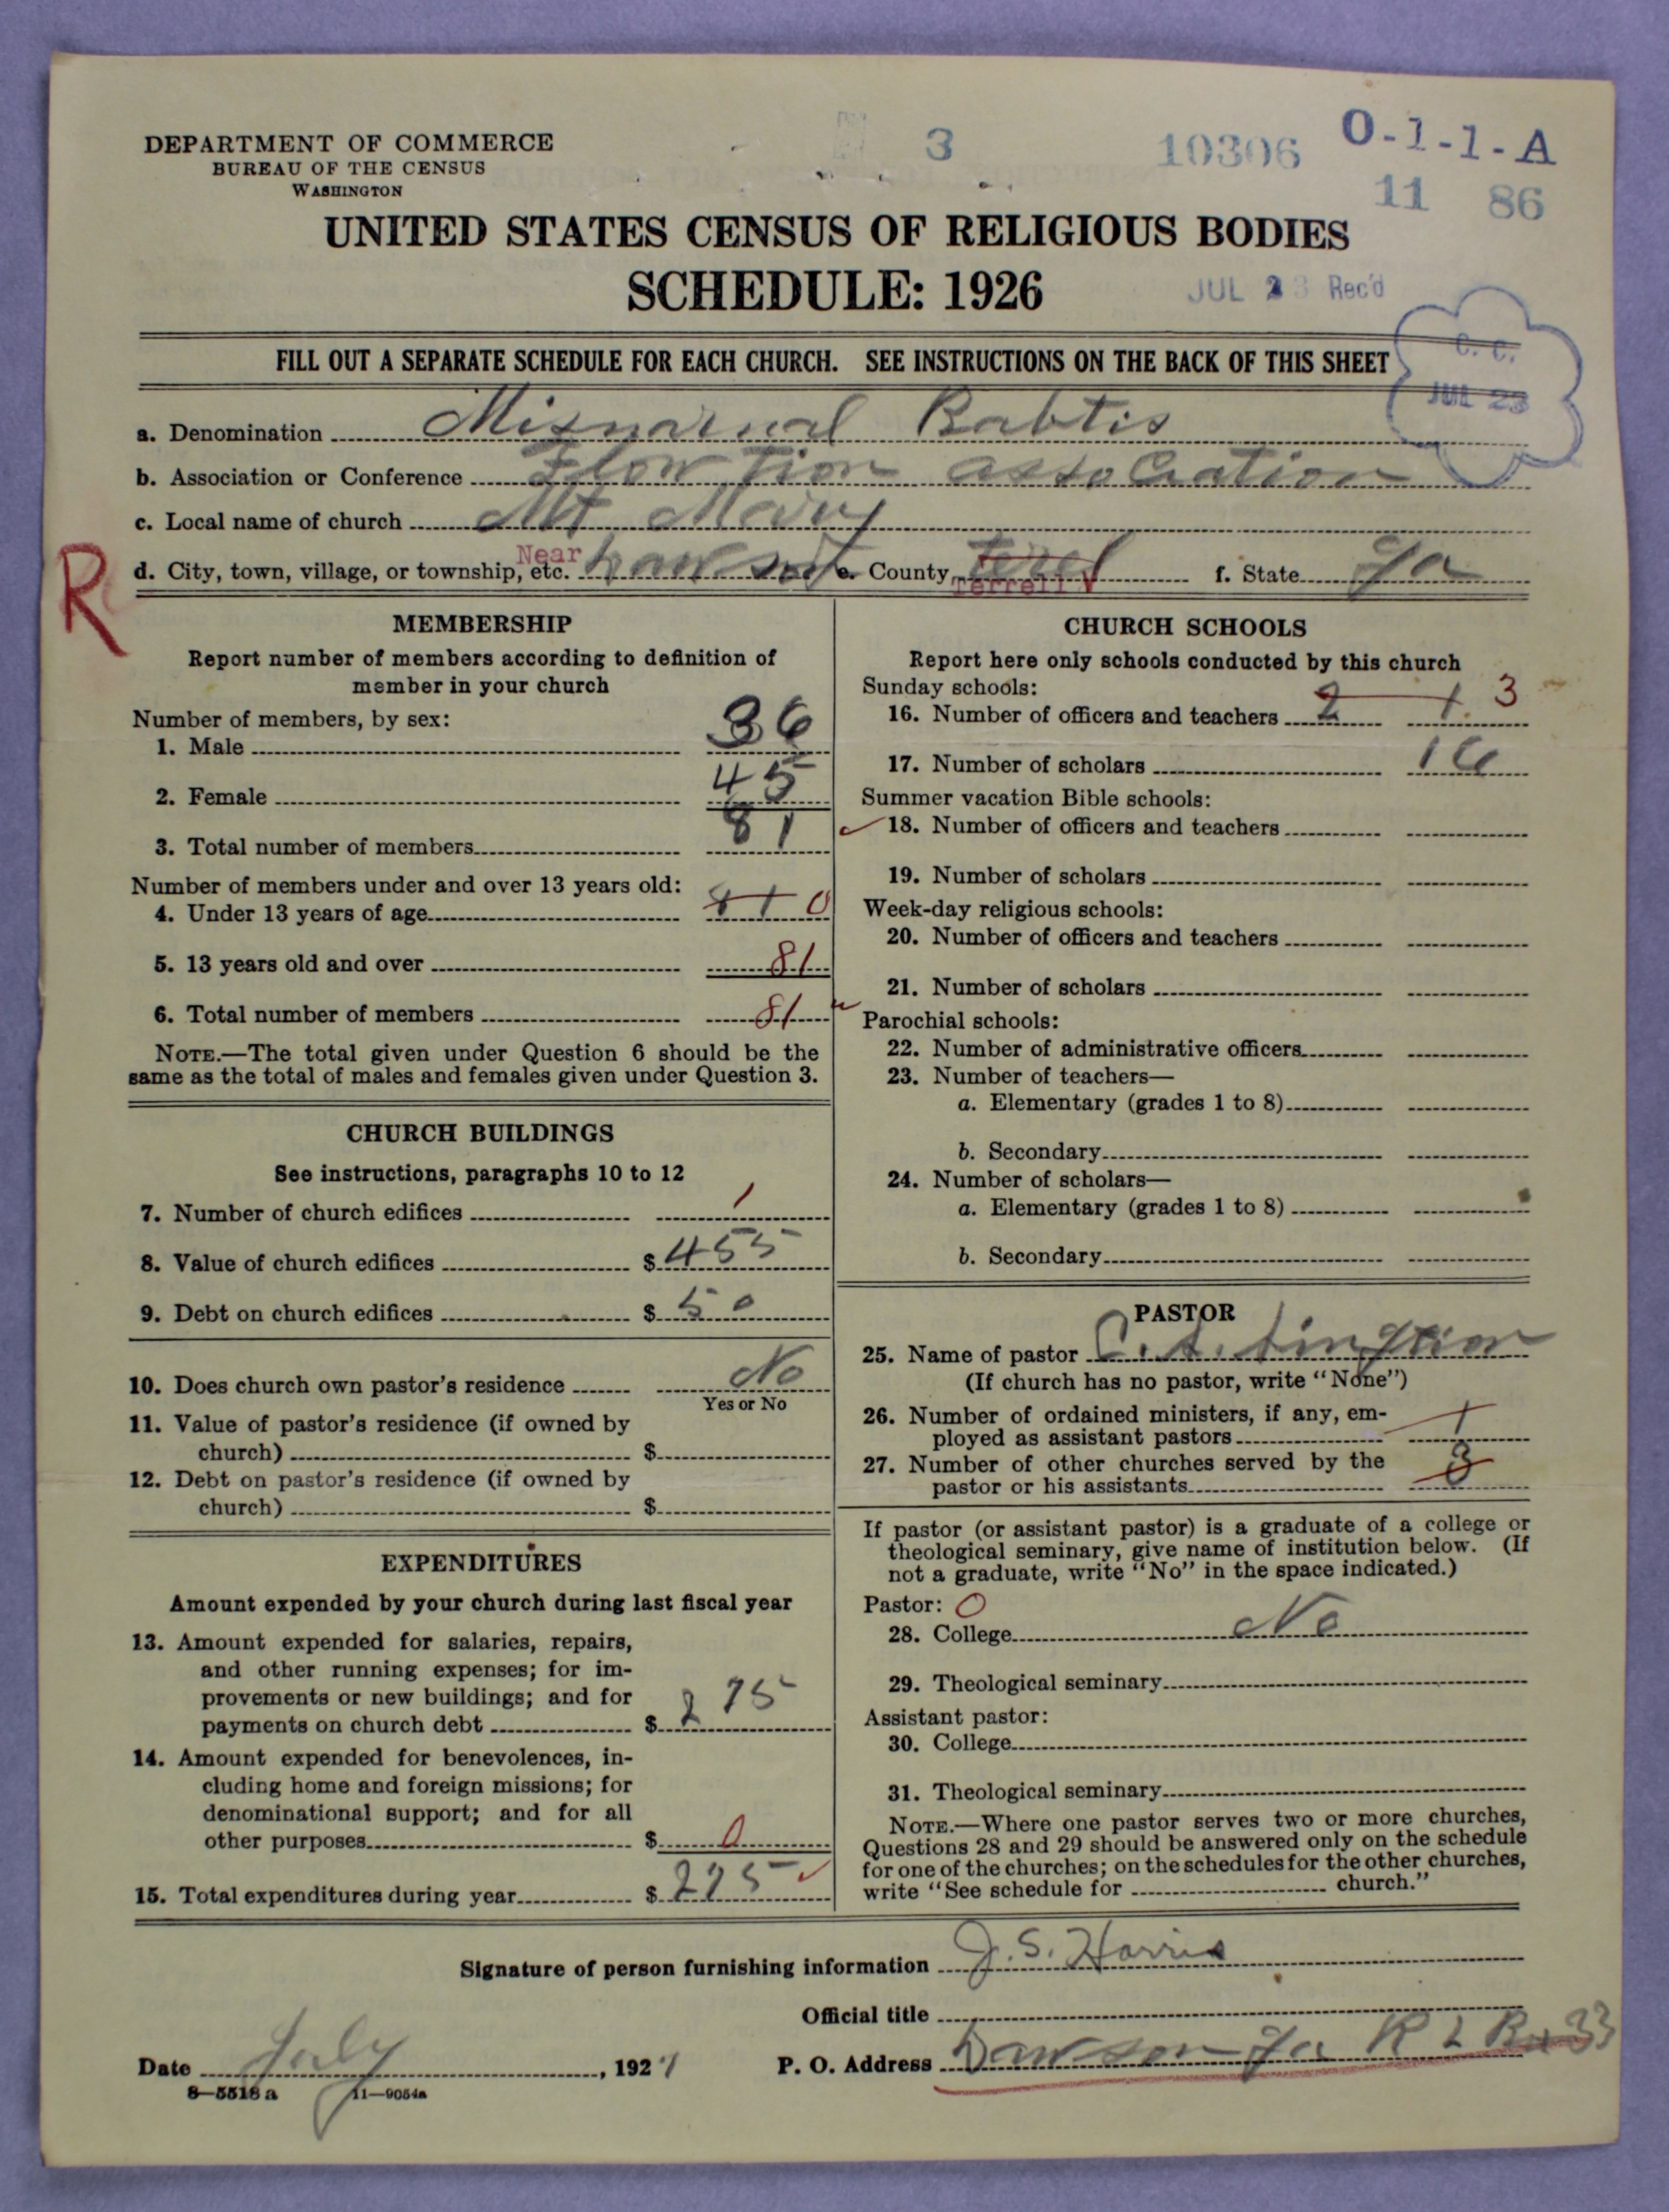 DEPARTMENT OF COMMERCE
BUREAU OF THE CENSUS
WASHINGTON
3
10306
O-1-1-A
11 86
UNITED STATES CENSUS OF RELIGIOUS BODIES
SCHEDULE: 1926
JUL 23 Rec'd
FILL OUT A SEPARATE SCHEDULE FOR EACH CHURCH. SEE INSTRUCTIONS ON THE BACK OF THIS SHEET
C. C.
JUL 23
a. Denomination Misnarinal Babtis
b. Association or Conference association
c. Local name of church Mt Mary
R
d. City, town, village, or township, etc. Near Dawson e. County Terel Terrell f. State Ga
MEMBERSHIP
Report number of members according to definition of
member in your church
Number of members, by sex:
1. Male 36
2. Female 45
3. Total number of members 81
Number of members under and over 13 years old:
4. Under 13 years of age 81 0
5. 13 years old and over 81
6. Total number of members 81
NOTE.—The total given under Question 6 should be the
same as the total of males and females given under Question 3.
CHURCH BUILDINGS
See instructions, paragraphs 10 to 12
7. Number of church edifices 1
8. Value of church edifices $ 455
9. Debt on church edifices $ 50
10. Does church own pastor's residence No
Yes or No
11. Value of pastor's residence (if owned by
church) $
12. Debt on pastor's residence (if owned by
church) $
EXPENDITURES
Amount expended by your church during last fiscal year
13. Amount expended for salaries, repairs,
and other running expenses; for im-
provements or new buildings; and for
payments on church debt $ 275
14. Amount expended for benevolences, in-
cluding home and foreign missions; for
denominational support; and for all
other purposes $ 0
15. Total expenditures during year $ 275
CHURCH SCHOOLS
Report here only schools conducted by this church
Sunday schools:
16. Number of officers and teachers 2 1 3
17. Number of scholars 16
Summer vacation Bible schools:
18. Number of officers and teachers
19. Number of scholars
Week-day religious schools:
20. Number of officers and teachers
21. Number of scholars
Parochial schools:
22. Number of administrative officers
23. Number of teachers—
a. Elementary (grades 1 to 8)
b. Secondary
24. Number of scholars—
a. Elementary (grades 1 to 8)
b. Secondary
PASTOR
25. Name of pastor C. A.
(If church has no pastor, write "None")
26. Number of ordained ministers, if any, em-
ployed as assistant pastors 1
27. Number of other churches served by the
pastor or his assistants 3
If pastor (or assistant pastor) is a graduate of a college or
theological seminary, give name of institution below. (If
not a graduate, write "No" in the space indicated.)
Pastor: O
28. College No
29. Theological seminary
Assistant pastor:
30. College
31. Theological seminary
NOTE.—Where one pastor serves two or more churches,
Questions 28 and 29 should be answered only on the schedule
for one of the churches; on the schedules for the other churches,
write "See schedule for church."
Signature of person furnishing information J. S. Harris
Official title
Date July, 1927
P. O. Address Dawson Ga R 2 Bx 33
8—5518 a 11—9054a